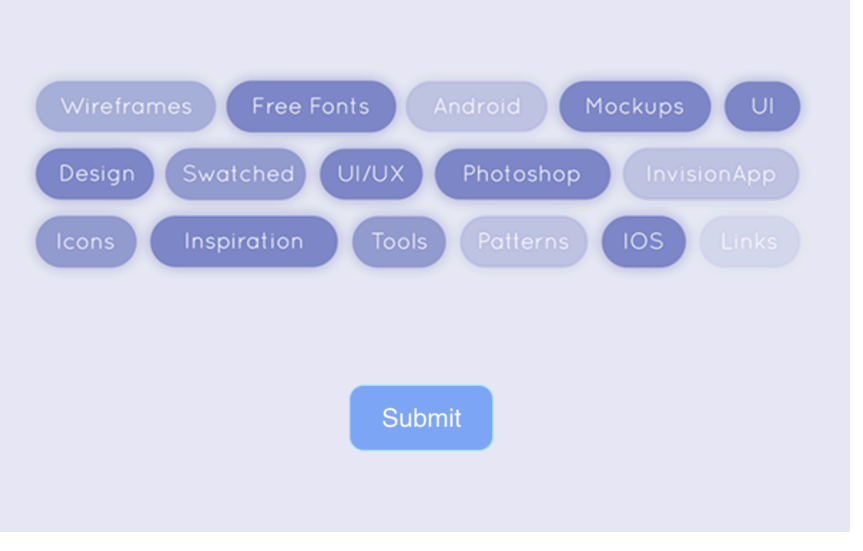 Wireframes Free Fonts Android Mockups UI
Design Swatched UI/UX Photoshop InvisionApp
Icons Inspiration Tools Patterns IOS Links
Submit